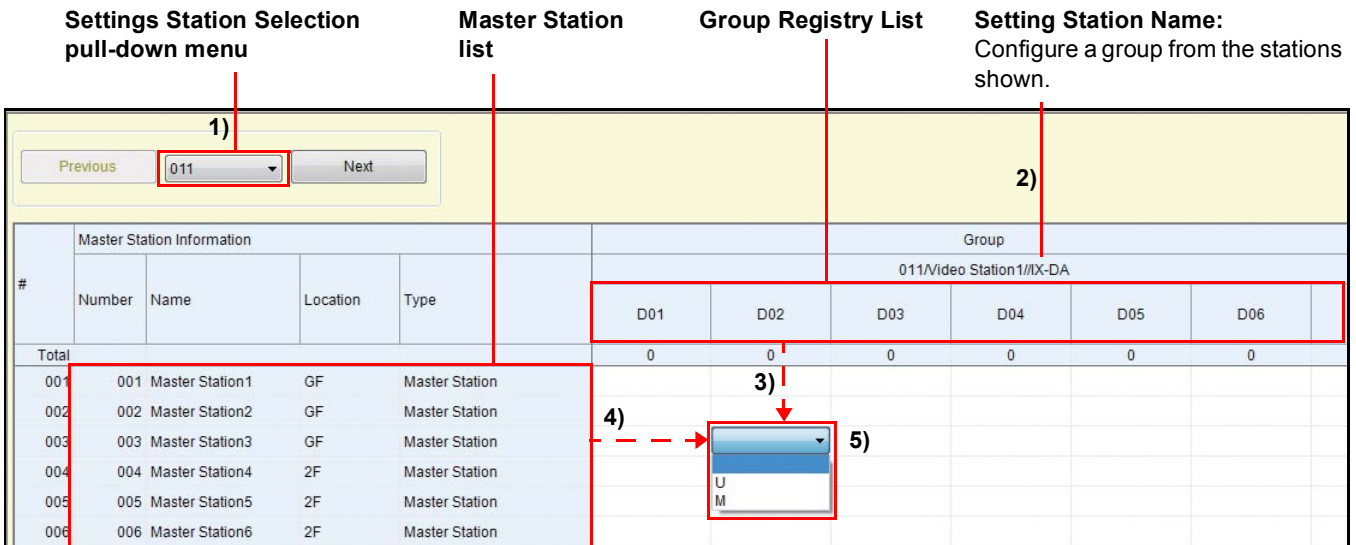 Settings Station Selection
pull-down menu
Master Station
list
Group Registry List
Setting Station Name:
Configure a group from the stations
shown.
1)
Previous 011 Next
2)
Master Station Information Group
011/Video Station1//IX-DA
# Number Name Location Type D01 D02 D03 D04 D05 D06
Total 0 0 0 0 0 0
001 001 Master Station1 GF Master Station
3)
002 002 Master Station2 GF Master Station
4)
003 003 Master Station3 GF Master Station
5)
004 004 Master Station4 2F Master Station
U
005 005 Master Station5 2F Master Station
M
006 006 Master Station6 2F Master Station